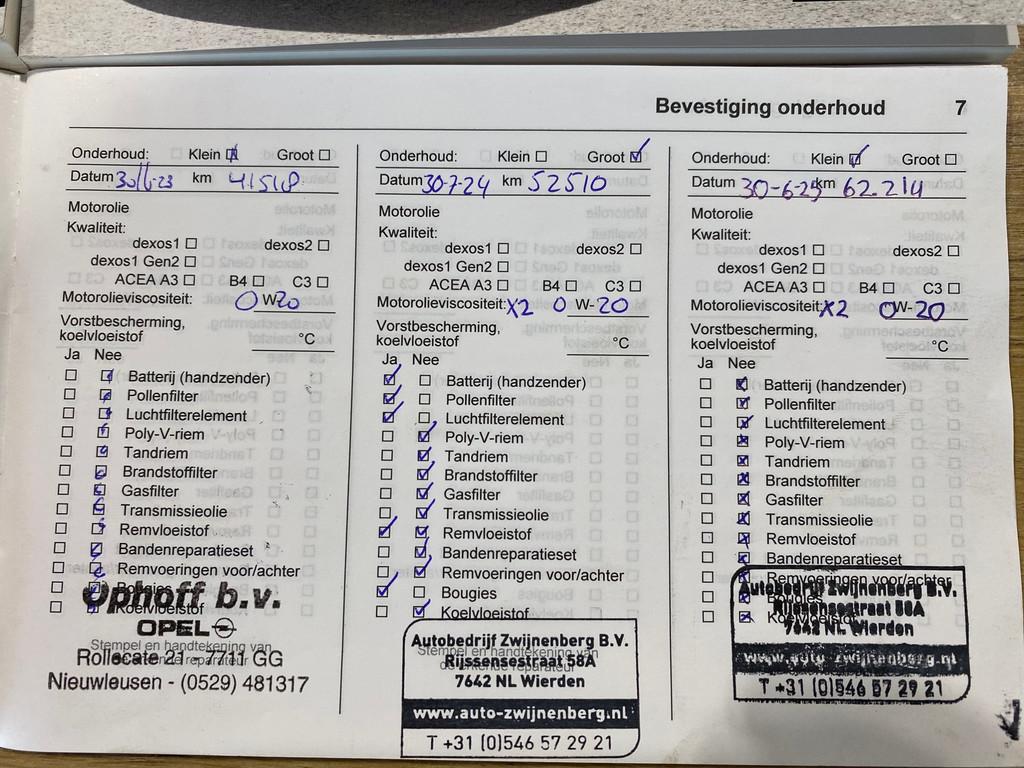 Bevestiging onderhoud 7
Onderhoud: Klein Groot
Datum km 41518
Motorolie
Kwaliteit:
dexos1 dexos2
dexos1 Gen2
ACEA A3 B4 C3
Motorolieviscositeit: 0 W- 20
Vorstbescherming,
koelvloeistof °C
Ja Nee
Batterij (handzender)
Pollenfilter
Luchtfilterelement
Poly-V-riem
Tandriem
Brandstoffilter
Gasfilter
Transmissieolie
Remvloeistof
Bandenreparatieset
Remvoeringen voor/achter
Bougies
Koelvloeistof
Ophoff b.v.
OPEL
Stempel en handtekening van
erkende reparateur
Rollecate 21 - 7711 GG
Nieuwleusen - (0529) 481317
Onderhoud: Klein Groot
Datum 30-7-24 km 52510
Motorolie
Kwaliteit:
dexos1 dexos2
dexos1 Gen2
ACEA A3 B4 C3
Motorolieviscositeit: X2 0 W- 20
Vorstbescherming,
koelvloeistof °C
Ja Nee
Batterij (handzender)
Pollenfilter
Luchtfilterelement
Poly-V-riem
Tandriem
Brandstoffilter
Gasfilter
Transmissieolie
Remvloeistof
Bandenreparatieset
Remvoeringen voor/achter
Bougies
Koelvloeistof
Autobedrijf Zwijnenberg B.V.
Stempel en handtekening van
Rijssensestraat 58A
erkende reparateur
7642 NL Wierden
www.auto-zwijnenberg.nl
T +31 (0)546 57 29 21
Onderhoud: Klein Groot
Datum 30-6-25 km 62.214
Motorolie
Kwaliteit:
dexos1 dexos2
dexos1 Gen2
ACEA A3 B4 C3
Motorolieviscositeit: X2 0W-20
Vorstbescherming,
koelvloeistof °C
Ja Nee
Batterij (handzender)
Pollenfilter
Luchtfilterelement
Poly-V-riem
Tandriem
Brandstoffilter
Gasfilter
Transmissieolie
Remvloeistof
Bandenreparatieset
Remvoeringen voor/achter
Bougies
Koelvloeistof
Autobedrijf Zwijnenberg B.V.
Rijssensestraat 58A
7642 NL Wierden
www.auto-zwijnenberg.nl
T +31 (0)546 57 29 21